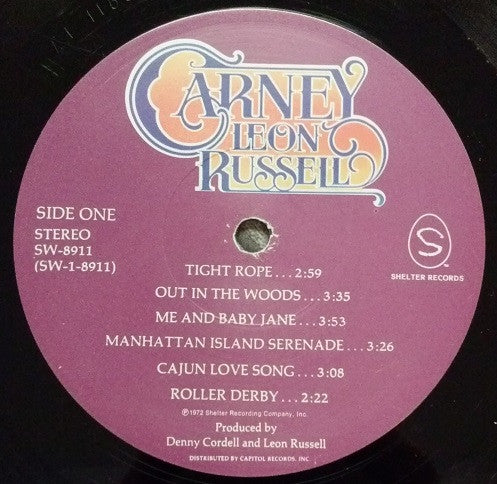 CARNEY
LEON
RUSSELL
SIDE ONE
STEREO
SW-8911
(SW-1-8911)
S
SHELTER RECORDS
TM
TIGHT ROPE...2:59
OUT IN THE WOODS...3:35
ME AND BABY JANE...3:53
MANHATTAN ISLAND SERENADE...3:26
CAJUN LOVE SONG...3:08
ROLLER DERBY...2:22
℗1972 Shelter Recording Company, Inc.
Produced by
Denny Cordell and Leon Russell
DISTRIBUTED BY CAPITOL RECORDS, INC.